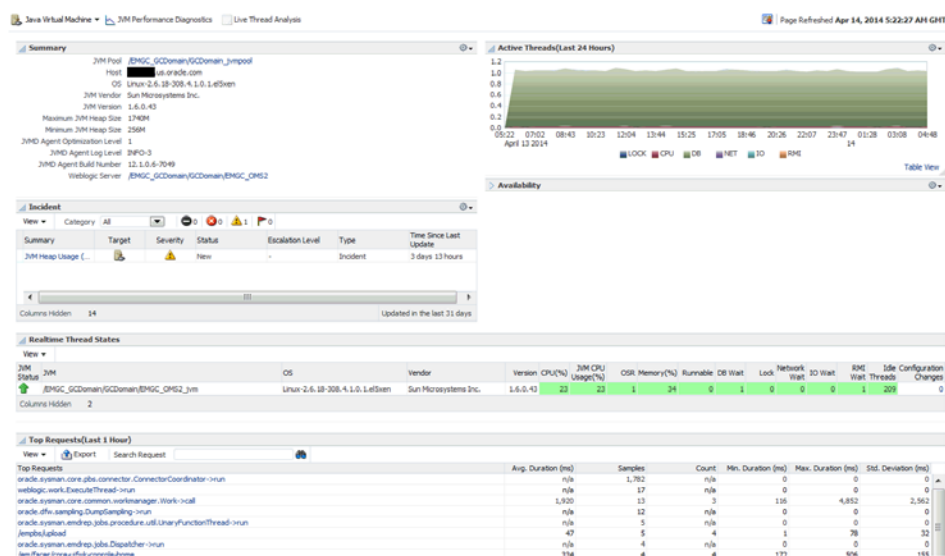 Java Virtual Machine JVM Performance Diagnostics Live Thread Analysis
Page Refreshed Apr 14, 2014 5:22:27 AM GMT
Summary
JVM Pool /EMGC_GCDomain/GCDomain_jvmpool
Host us.oracle.com
OS Linux-2.6.18-308.4.1.0.1.el5xen
JVM Vendor Sun Microsystems Inc.
JVM Version 1.6.0.43
Maximum JVM Heap Size 1740M
Minimum JVM Heap Size 256M
JVMD Agent Optimization Level 1
JVMD Agent Log Level INFO-3
JVMD Agent Build Number 12.1.0.6-7049
Weblogic Server /EMGC_GCDomain/GCDomain/EMGC_OMS2
Active Threads(Last 24 Hours)
1.2
1.0
0.8
0.6
0.4
0.2
0.0
05:22 07:02 08:43 10:23 12:04 13:44 15:25 17:05 18:46 20:26 22:07 23:47 01:28 03:08 04:48
April 13 2014 14
LOCK CPU DB NET IO RMI
Table View
Availability
Incident
View Category All 0 0 1 0
Summary Target Severity Status Escalation Level Type Time Since Last Update
JVM Heap Usage (... New - Incident 3 days 13 hours
Columns Hidden 14 Updated in the last 31 days
Realtime Thread States
View
JVM Status JVM OS Vendor Version CPU(%) JVM CPU Usage(%) OSR Memory(%) Runnable DB Wait Lock Network Wait IO Wait RMI Wait Idle Threads Configuration Changes
/EMGC_GCDomain/GCDomain/EMGC_OMS2_jvm Linux-2.6.18-308.4.1.0.1.el5xen Sun Microsystems Inc. 1.6.0.43 23 23 1 34 0 1 0 0 0 1 209 0
Columns Hidden 2
Top Requests(Last 1 Hour)
View Export Search Request
Top Requests Avg. Duration (ms) Samples Count Min. Duration (ms) Max. Duration (ms) Std. Deviation (ms)
oracle.sysman.core.pbs.connector.ConnectorCoordinator->run n/a 1,782 n/a 0 0 0
weblogic.work.ExecuteThread->run n/a 17 n/a 0 0 0
oracle.sysman.core.common.workmanager.Work->call 1,920 13 3 116 4,852 2,562
oracle.dfw.sampling.DumpSampling->run n/a 12 n/a 0 0 0
oracle.sysman.emdrep.jobs.procedure.util.UnaryFunctionThread->run n/a 5 n/a 0 0 0
/empbs/upload 47 5 4 1 78 32
oracle.sysman.emdrep.jobs.Dispatcher->run n/a 4 n/a 0 0 0
334 4 4 172 506 193